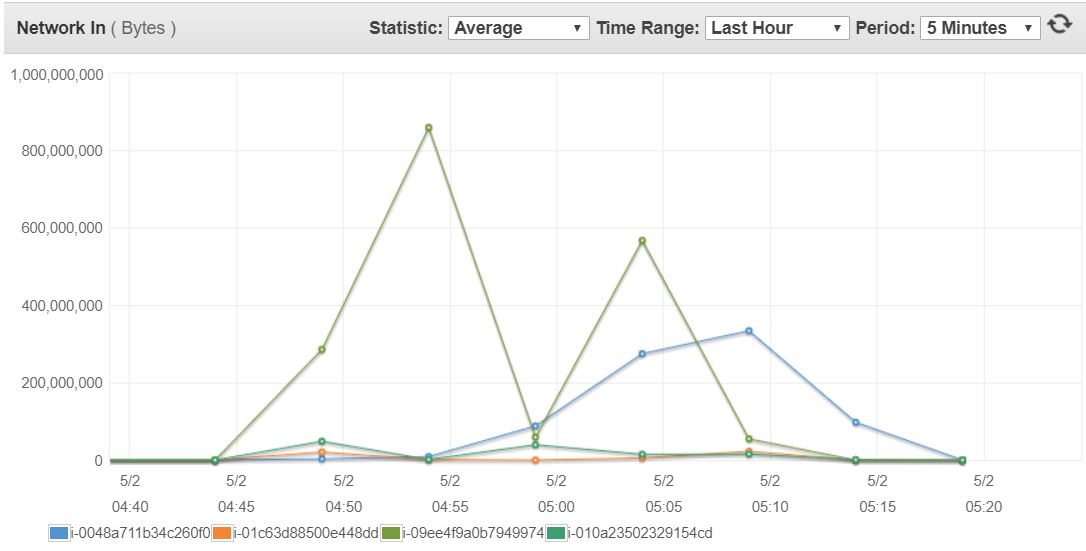 Network In ( Bytes ) Statistic: Average Time Range: Last Hour Period: 5 Minutes
1,000,000,000
800,000,000
600,000,000
400,000,000
200,000,000
0
5/2 5/2 5/2 5/2 5/2 5/2 5/2 5/2 5/2
04:40 04:45 04:50 04:55 05:00 05:05 05:10 05:15 05:20
i-0048a711b34c260f0 i-01c63d88500e448dd i-09ee4f9a0b7949974 i-010a23502329154cd